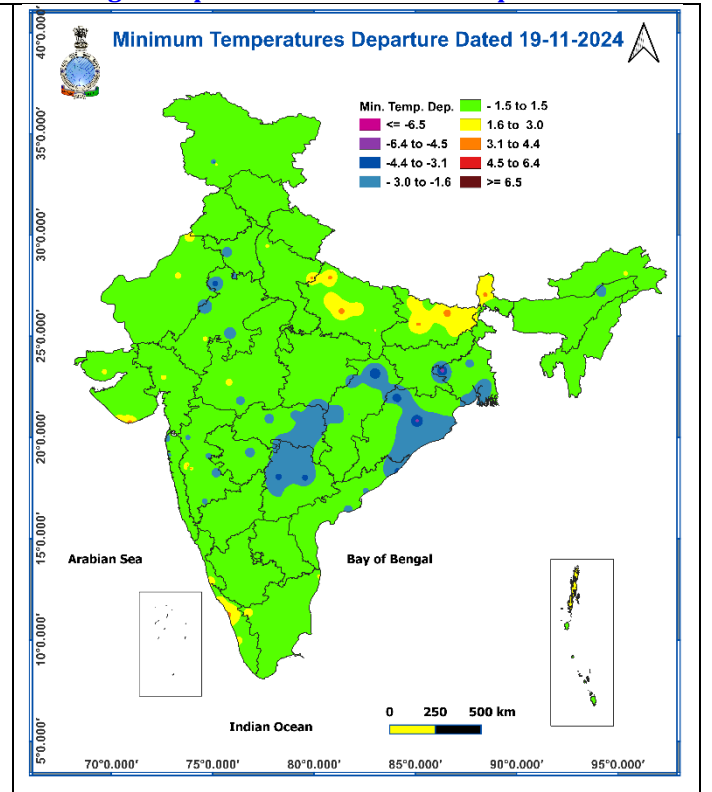 Minimum Temperatures Departure Dated 19-11-2024
Min. Temp. Dep.
<= -6.5
-6.4 to -4.5
-4.4 to -3.1
- 3.0 to -1.6
- 1.5 to 1.5
1.6 to 3.0
3.1 to 4.4
4.5 to 6.4
>= 6.5
40°0.000'
35°0.000'
30°0.000'
25°0.000'
20°0.000'
15°0.000'
10°0.000'
5°0.000'
Arabian Sea
Bay of Bengal
Indian Ocean
0 250 500 km
70°0.000' 75°0.000' 80°0.000' 85°0.000' 90°0.000' 95°0.000'